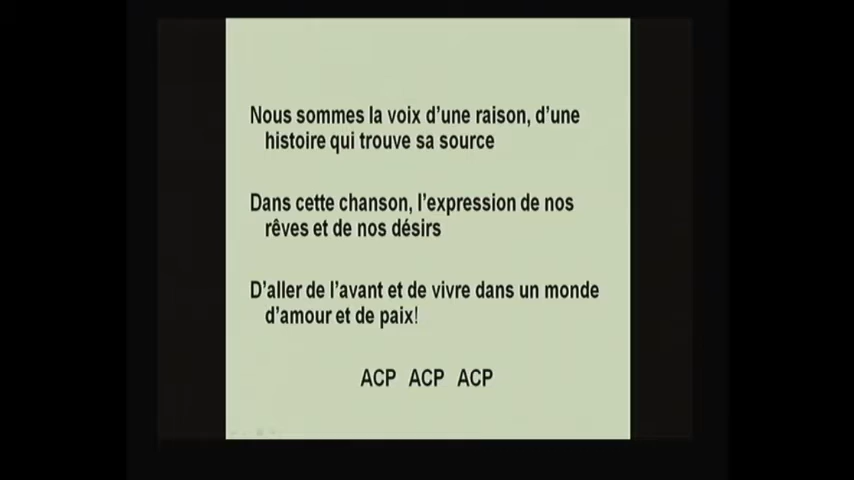 Nous sommes la voix d'une raison, d'une
histoire qui trouve sa source
Dans cette chanson, l'expression de nos
rêves et de nos désirs
D'aller de l'avant et de vivre dans un monde
d'amour et de paix!
ACP ACP ACP